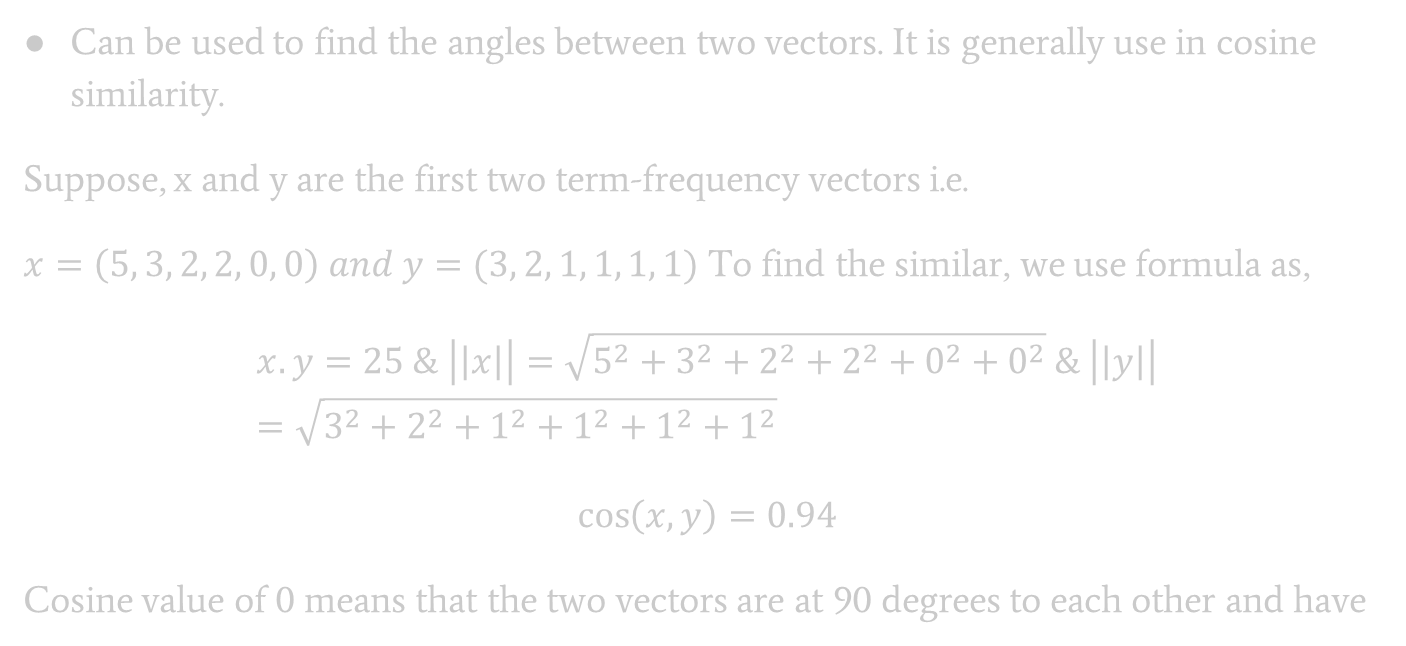 ● Can be used to find the angles between two vectors. It is generally use in cosine
similarity.
Suppose, x and y are the first two term-frequency vectors i.e.
x = (5, 3, 2, 2, 0, 0) and y = (3, 2, 1, 1, 1, 1) To find the similar, we use formula as,
x. y = 25 & ||x|| = √5² + 3² + 2² + 2² + 0² + 0² & ||y||
= √3² + 2² + 1² + 1² + 1² + 1²
cos(x, y) = 0.94
Cosine value of 0 means that the two vectors are at 90 degrees to each other and have